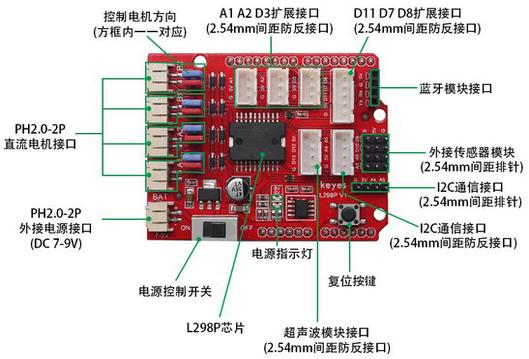 控制电机方向
(方框内一一对应)
A1 A2 D3扩展接口
(2.54mm间距防反接口)
D11 D7 D8扩展接口
(2.54mm间距防反接口)
蓝牙模块接口
PH2.0-2P
直流电机接口
外接传感器模块
(2.54mm间距排针)
I2C通信接口
(2.54mm间距排针)
PH2.0-2P
外接电源接口
(DC 7-9V)
I2C通信接口
(2.54mm间距防反接口)
电源指示灯
复位按键
电源控制开关
L298P芯片
超声波模块接口
(2.54mm间距防反接口)
BAT
ON
OFF
keyes
L298P V1